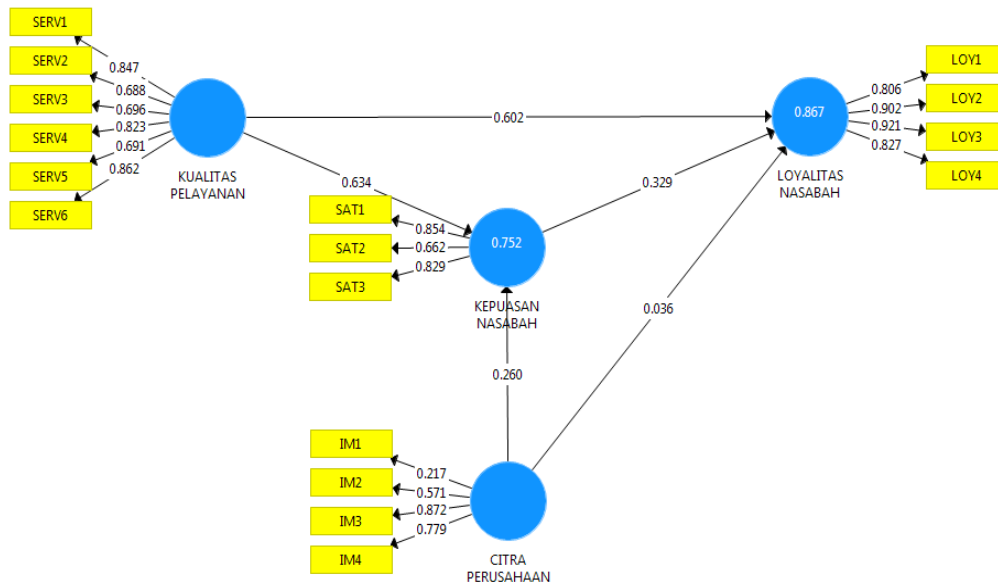 SERV1
SERV2
SERV3
SERV4
SERV5
SERV6
0.847
0.688
0.696
0.823
0.691
0.862
KUALITAS
PELAYANAN
0.602
0.634
0.867
LOYALITAS
NASABAH
0.806
0.902
0.921
0.827
LOY1
LOY2
LOY3
LOY4
0.329
SAT1
SAT2
SAT3
0.854
0.662
0.829
0.752
KEPUASAN
NASABAH
0.036
0.260
IM1
IM2
IM3
IM4
0.217
0.571
0.872
0.779
CITRA
PERUSAHAAN